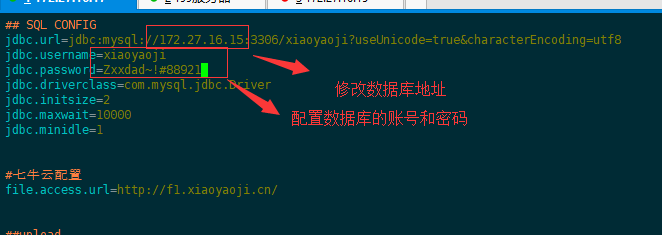 ## SQL CONFIG
jdbc.url=jdbc:mysql://172.27.16.15:3306/xiaoyaoji?useUnicode=true&characterEncoding=utf8
jdbc.username=xiaoyaoji
jdbc.password=Zxxdad~!#88921
jdbc.driverclass=com.mysql.jdbc.Driver
修改数据库地址
jdbc.initsize=2
jdbc.maxwait=10000
配置数据库的账号和密码
jdbc.minidle=1
#七牛云配置
file.access.url=http://f1.xiaoyaoji.cn/
##upload